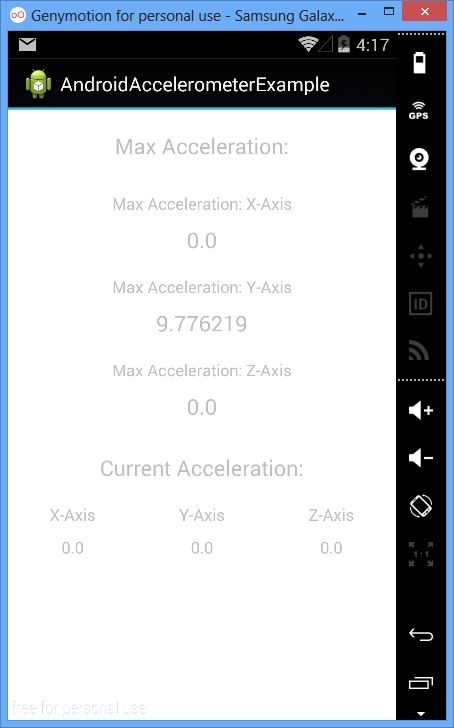 Genymotion for personal use - Samsung Galax...
4:17
AndroidAccelerometerExample
GPS
Max Acceleration:
Max Acceleration: X-Axis
0.0
Max Acceleration: Y-Axis
9.776219
ID
Max Acceleration: Z-Axis
0.0
Current Acceleration:
X-Axis Y-Axis Z-Axis
0.0 0.0 0.0
1:1
free for personal use